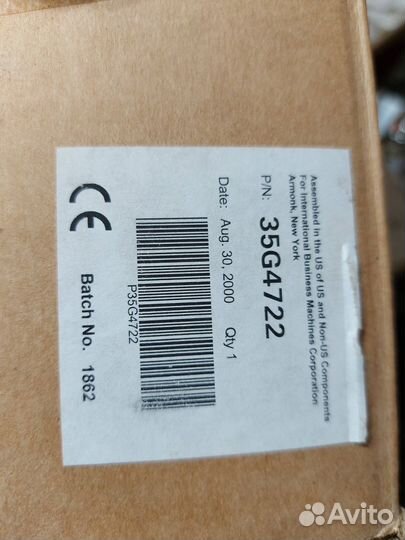 Assembled in the US of US and Non-US Components
For International Business Machines Corporation
Armonk, New York
P/N: 35G4722
Date: Aug. 30, 2000 Qty 1
P35G4722
CE Batch No. 1862
Avito